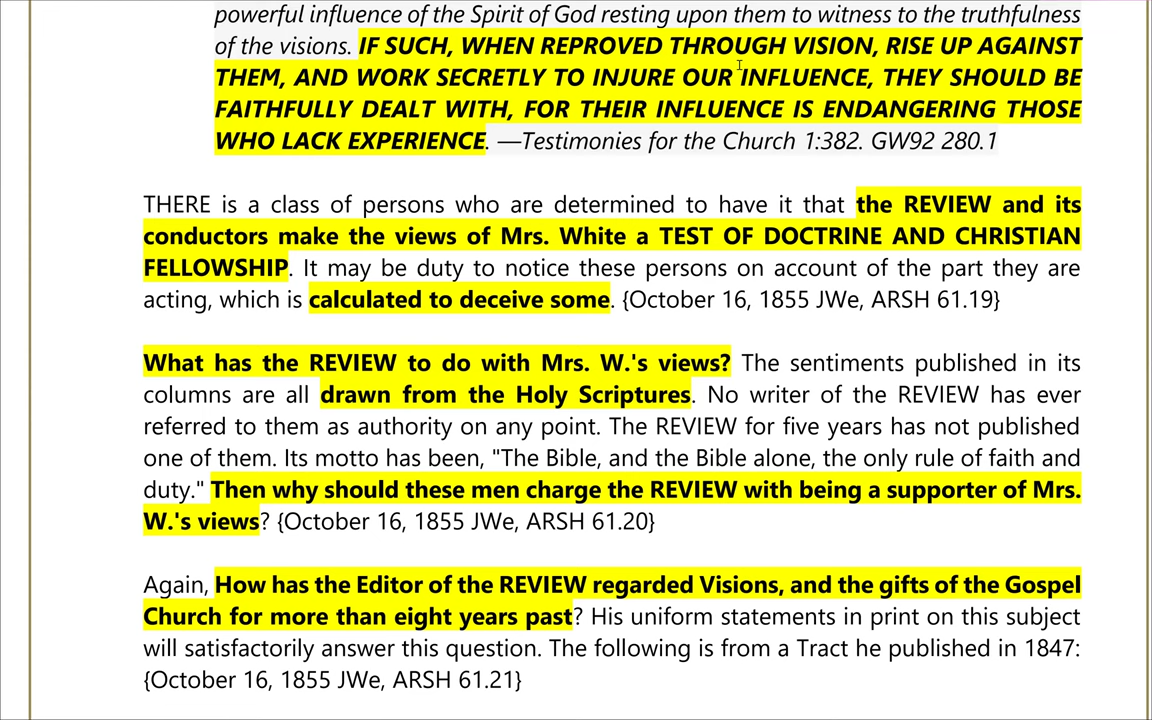 powerful influence of the Spirit of God resting upon them to witness to the truthfulness
of the visions. IF SUCH, WHEN REPROVED THROUGH VISION, RISE UP AGAINST
THEM, AND WORK SECRETLY TO INJURE OUR INFLUENCE, THEY SHOULD BE
FAITHFULLY DEALT WITH, FOR THEIR INFLUENCE IS ENDANGERING THOSE
WHO LACK EXPERIENCE. —Testimonies for the Church 1:382. GW92 280.1
THERE is a class of persons who are determined to have it that the REVIEW and its
conductors make the views of Mrs. White a TEST OF DOCTRINE AND CHRISTIAN
FELLOWSHIP. It may be duty to notice these persons on account of the part they are
acting, which is calculated to deceive some. {October 16, 1855 JWe, ARSH 61.19}
What has the REVIEW to do with Mrs. W.'s views? The sentiments published in its
columns are all drawn from the Holy Scriptures. No writer of the REVIEW has ever
referred to them as authority on any point. The REVIEW for five years has not published
one of them. Its motto has been, "The Bible, and the Bible alone, the only rule of faith and
duty." Then why should these men charge the REVIEW with being a supporter of Mrs.
W.'s views? {October 16, 1855 JWe, ARSH 61.20}
Again, How has the Editor of the REVIEW regarded Visions, and the gifts of the Gospel
Church for more than eight years past? His uniform statements in print on this subject
will satisfactorily answer this question. The following is from a Tract he published in 1847:
{October 16, 1855 JWe, ARSH 61.21}